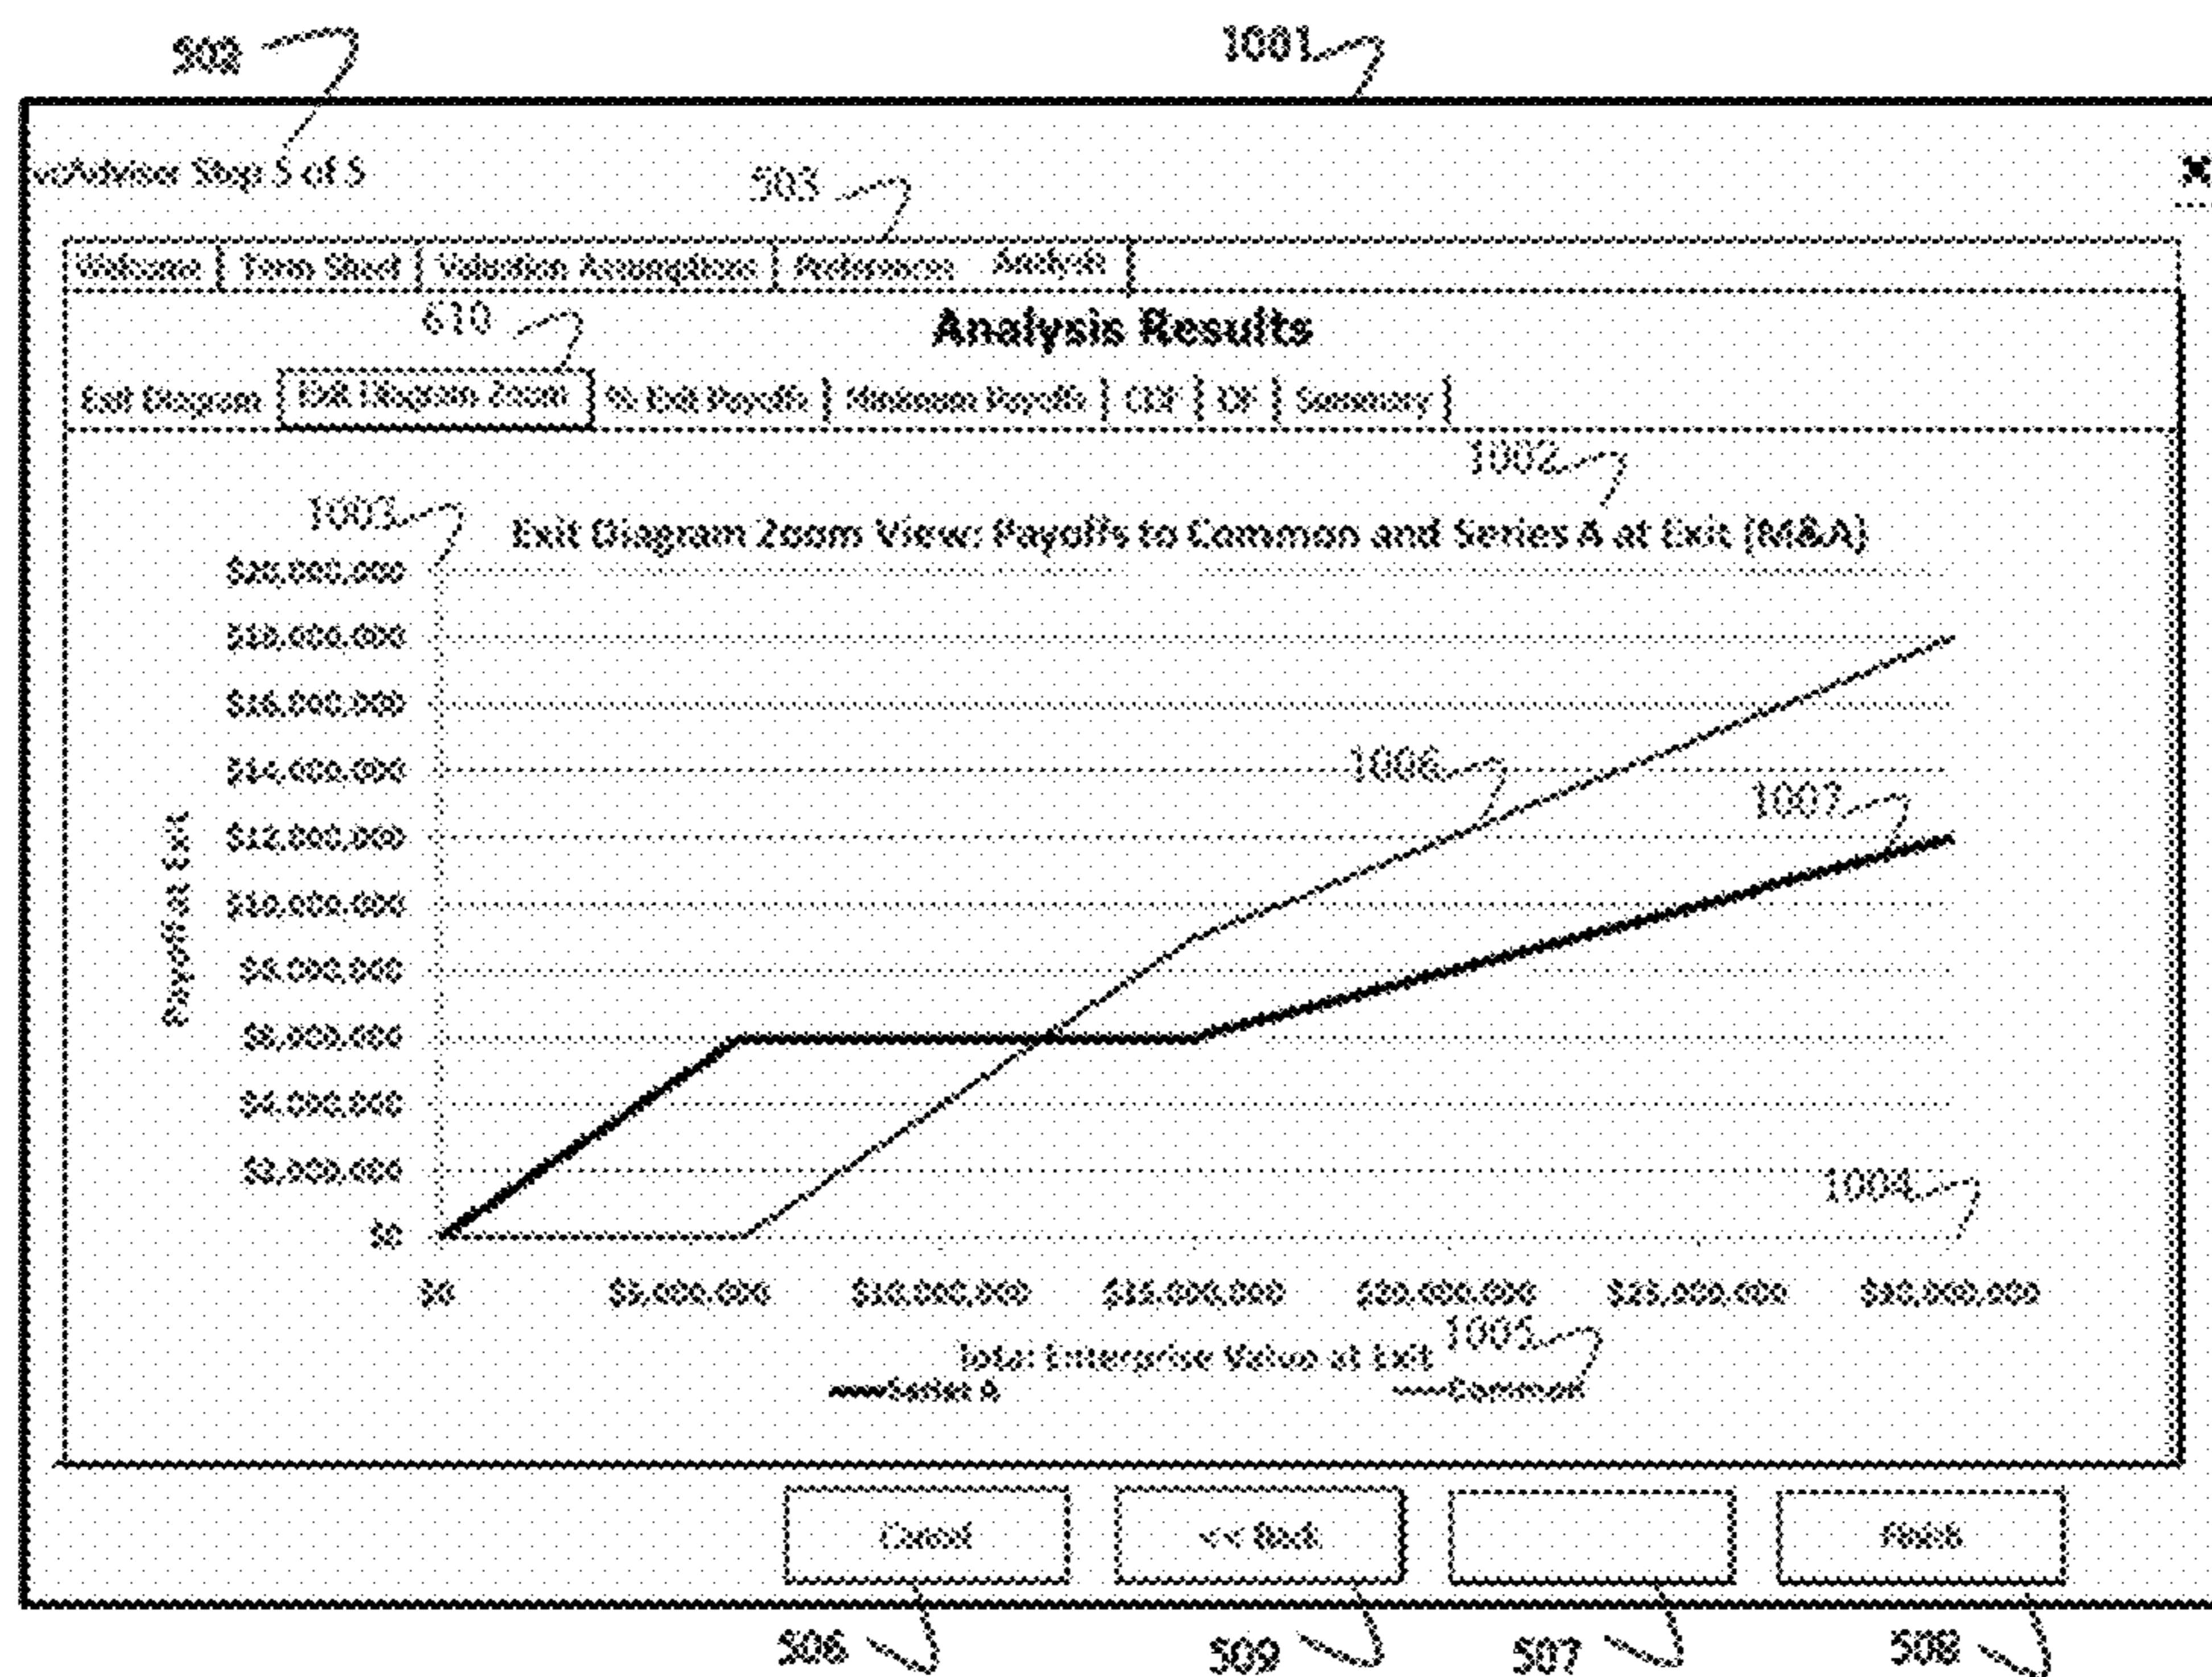 502
1001
vcAdviser Step 5 of 5
503
Welcome Term Sheet Valuation Assumptions Preferences Analysis
610
Analysis Results
Exit Diagram Exit Diagram Zoom % Exit Payoffs Minimum Payoffs CDF DF Summary
1002
1003
Exit Diagram Zoom View: Payoffs to Common and Series A at Exit (M&A)
$20,000,000
$18,000,000
$16,000,000
$14,000,000
1006
1007
$12,000,000
$10,000,000
$8,000,000
$6,000,000
$4,000,000
$2,000,000
1004
$0
Payoff at Exit
$0 $5,000,000 $10,000,000 $15,000,000 $20,000,000 $25,000,000 $30,000,000
1005
Total Enterprise Value at Exit
Series A Common
Cancel << Back Finish
506 509 507 508